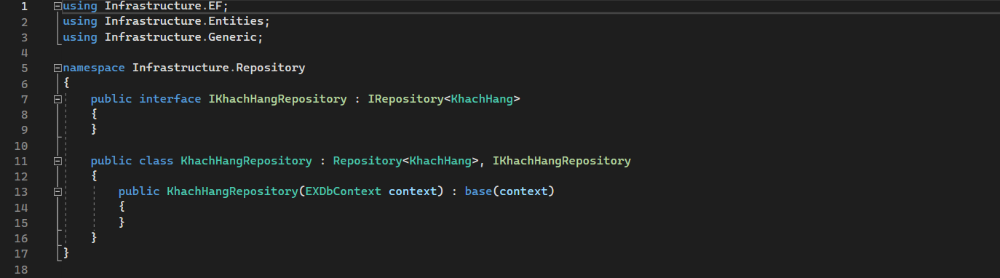 1 using Infrastructure.EF;
2 using Infrastructure.Entities;
3 using Infrastructure.Generic;
4
5 namespace Infrastructure.Repository
6 {
7     public interface IKhachHangRepository : IRepository<KhachHang>
8     {
9     }
10
11     public class KhachHangRepository : Repository<KhachHang>, IKhachHangRepository
12     {
13         public KhachHangRepository(EXDbContext context) : base(context)
14         {
15         }
16     }
17 }
18